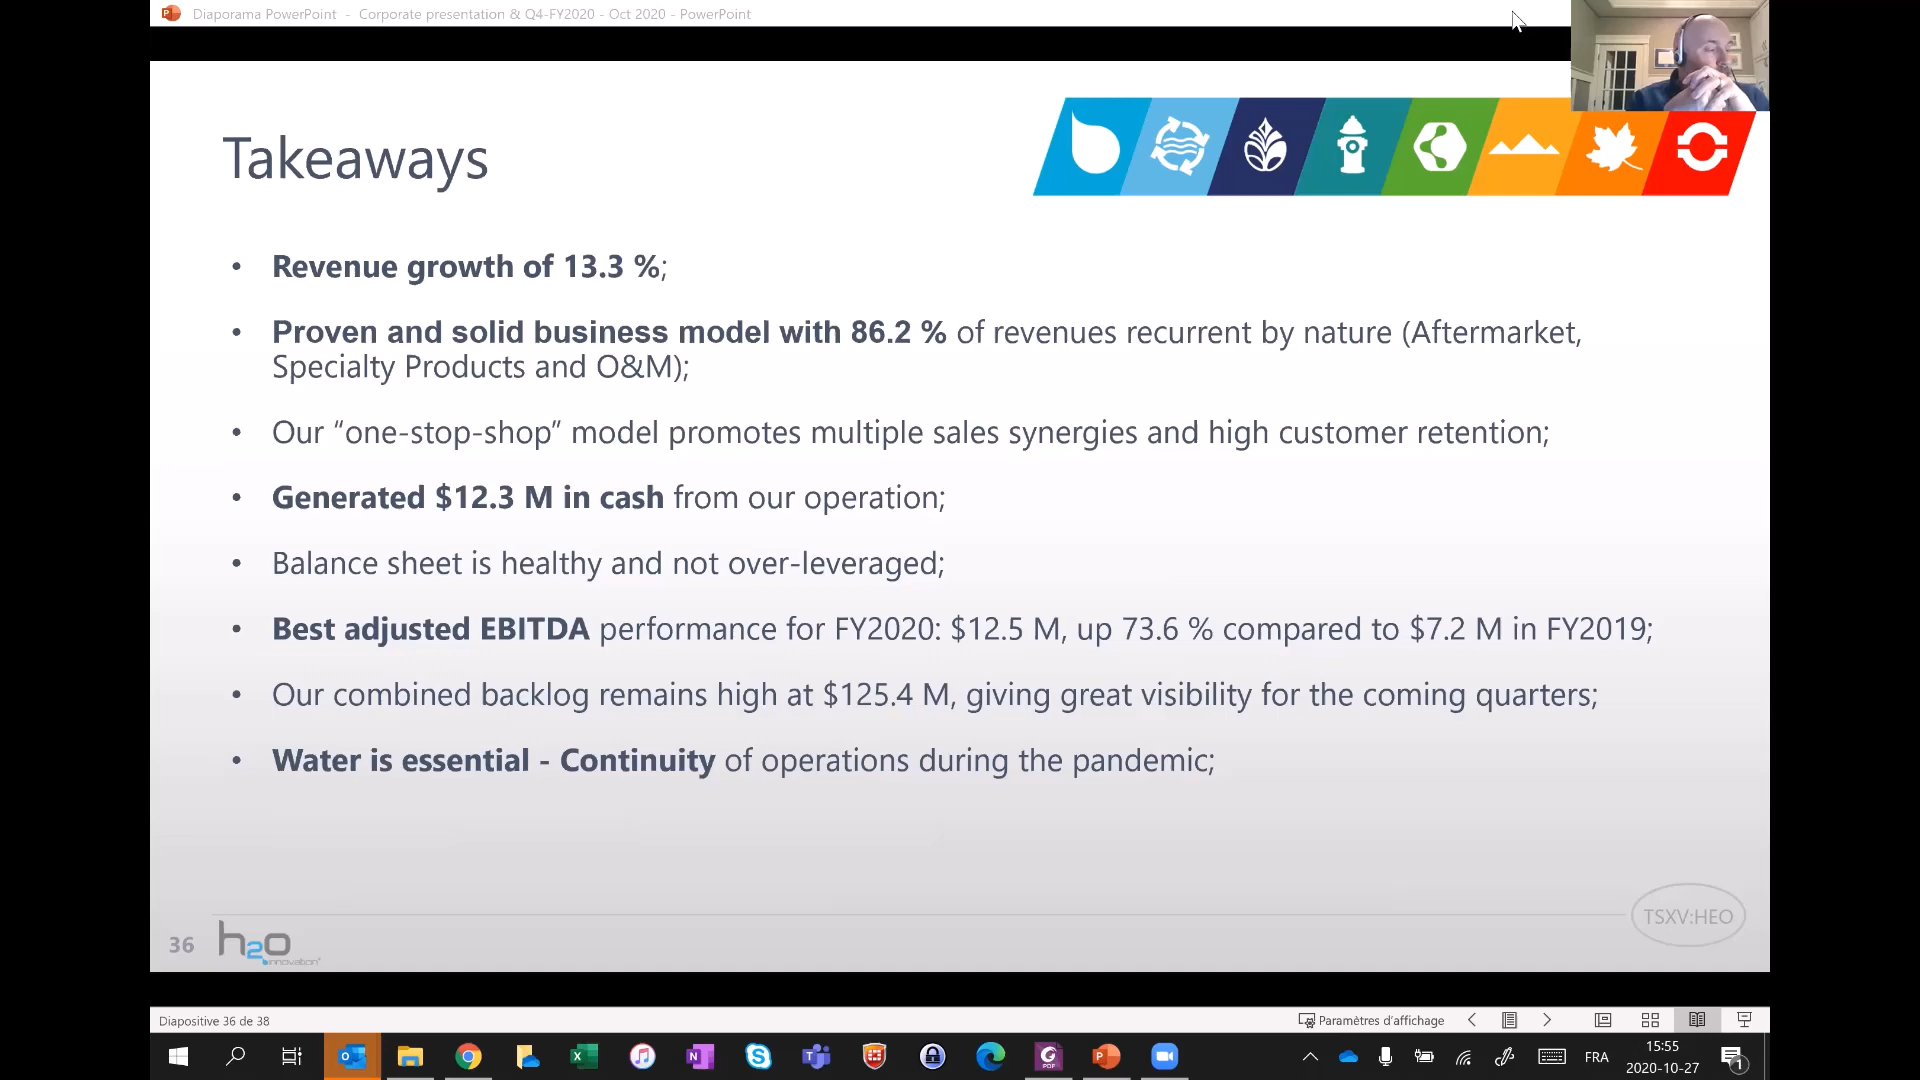 Diaporama PowerPoint - Corporate presentation & Q4-FY2020 - Oct 2020 - PowerPoint
Takeaways
• Revenue growth of 13.3 %;
• Proven and solid business model with 86.2 % of revenues recurrent by nature (Aftermarket,
Specialty Products and O&M);
• Our “one-stop-shop” model promotes multiple sales synergies and high customer retention;
• Generated $12.3 M in cash from our operation;
• Balance sheet is healthy and not over-leveraged;
• Best adjusted EBITDA performance for FY2020: $12.5 M, up 73.6 % compared to $7.2 M in FY2019;
• Our combined backlog remains high at $125.4 M, giving great visibility for the coming quarters;
• Water is essential - Continuity of operations during the pandemic;
TSXV:HEO
36 h2o
innovation
Diapositive 36 de 38 Paramètres d'affichage
FRA
15:55
2020-10-27
1